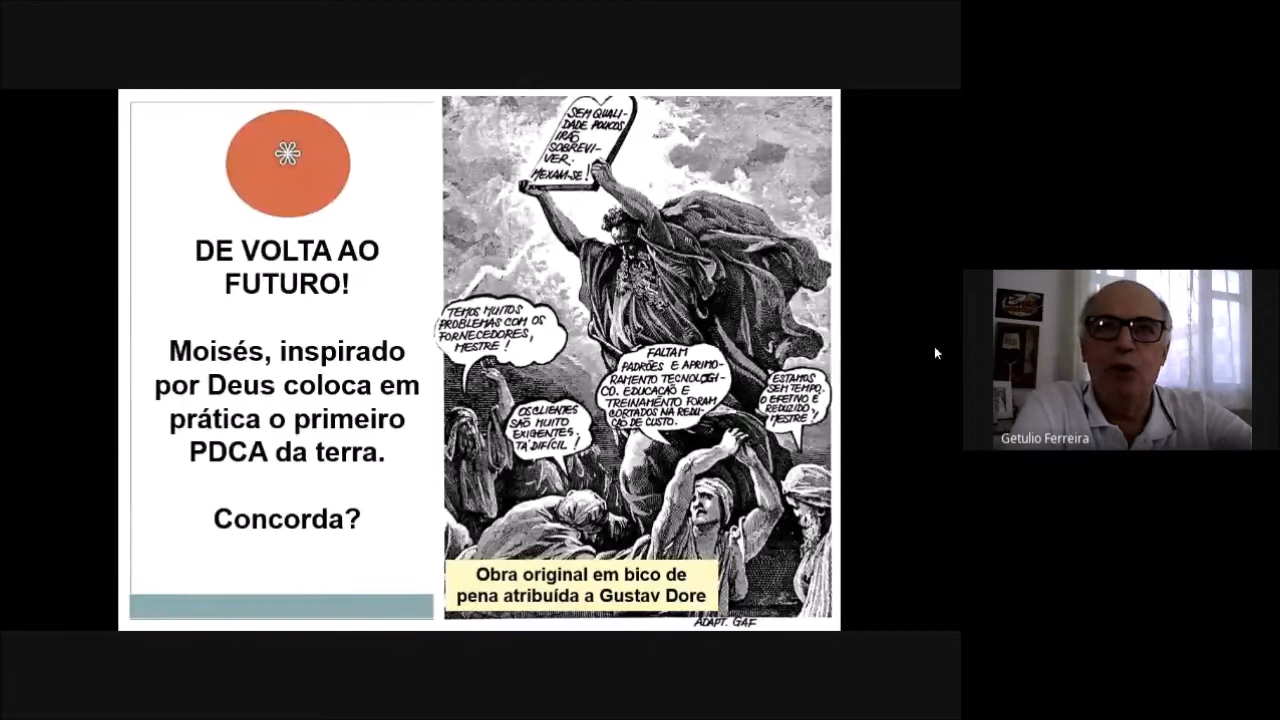 DE VOLTA AO
FUTURO!
Moisés, inspirado
por Deus coloca em
prática o primeiro
PDCA da terra.
Concorda?
SEM QUALI-
DADE POUCOS
IRÃO
SOBREVI-
VER.
MEXAM-SE!
TEMOS MUITOS
PROBLEMAS COM OS
FORNECEDORES,
MESTRE!
OS CLIENTES
SÃO MUITO
EXIGENTES.
TÁ DIFÍCIL!
FALTAM
PADRÕES E APRIMO-
RAMENTO TECNOLÓGI-
CO. EDUCAÇÃO E
TREINAMENTO FORAM
CORTADOS NA REDU-
ÇÃO DE CUSTO.
ESTAMOS
SEM TEMPO.
O EFETIVO É
REDUZIDO,
MESTRE!
Obra original em bico de
pena atribuída a Gustav Dore
ADAPT. GAF
Getulio Ferreira